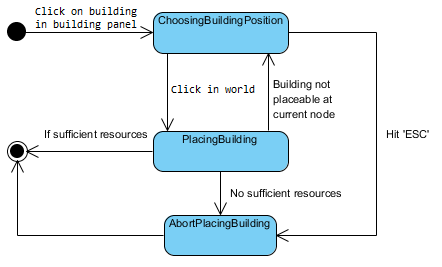 Click on building
in building panel
ChoosingBuildingPosition
Click in world
Building not
placeable at
current node
Hit 'ESC'
If sufficient resources
PlacingBuilding
No sufficient resources
AbortPlacingBuilding